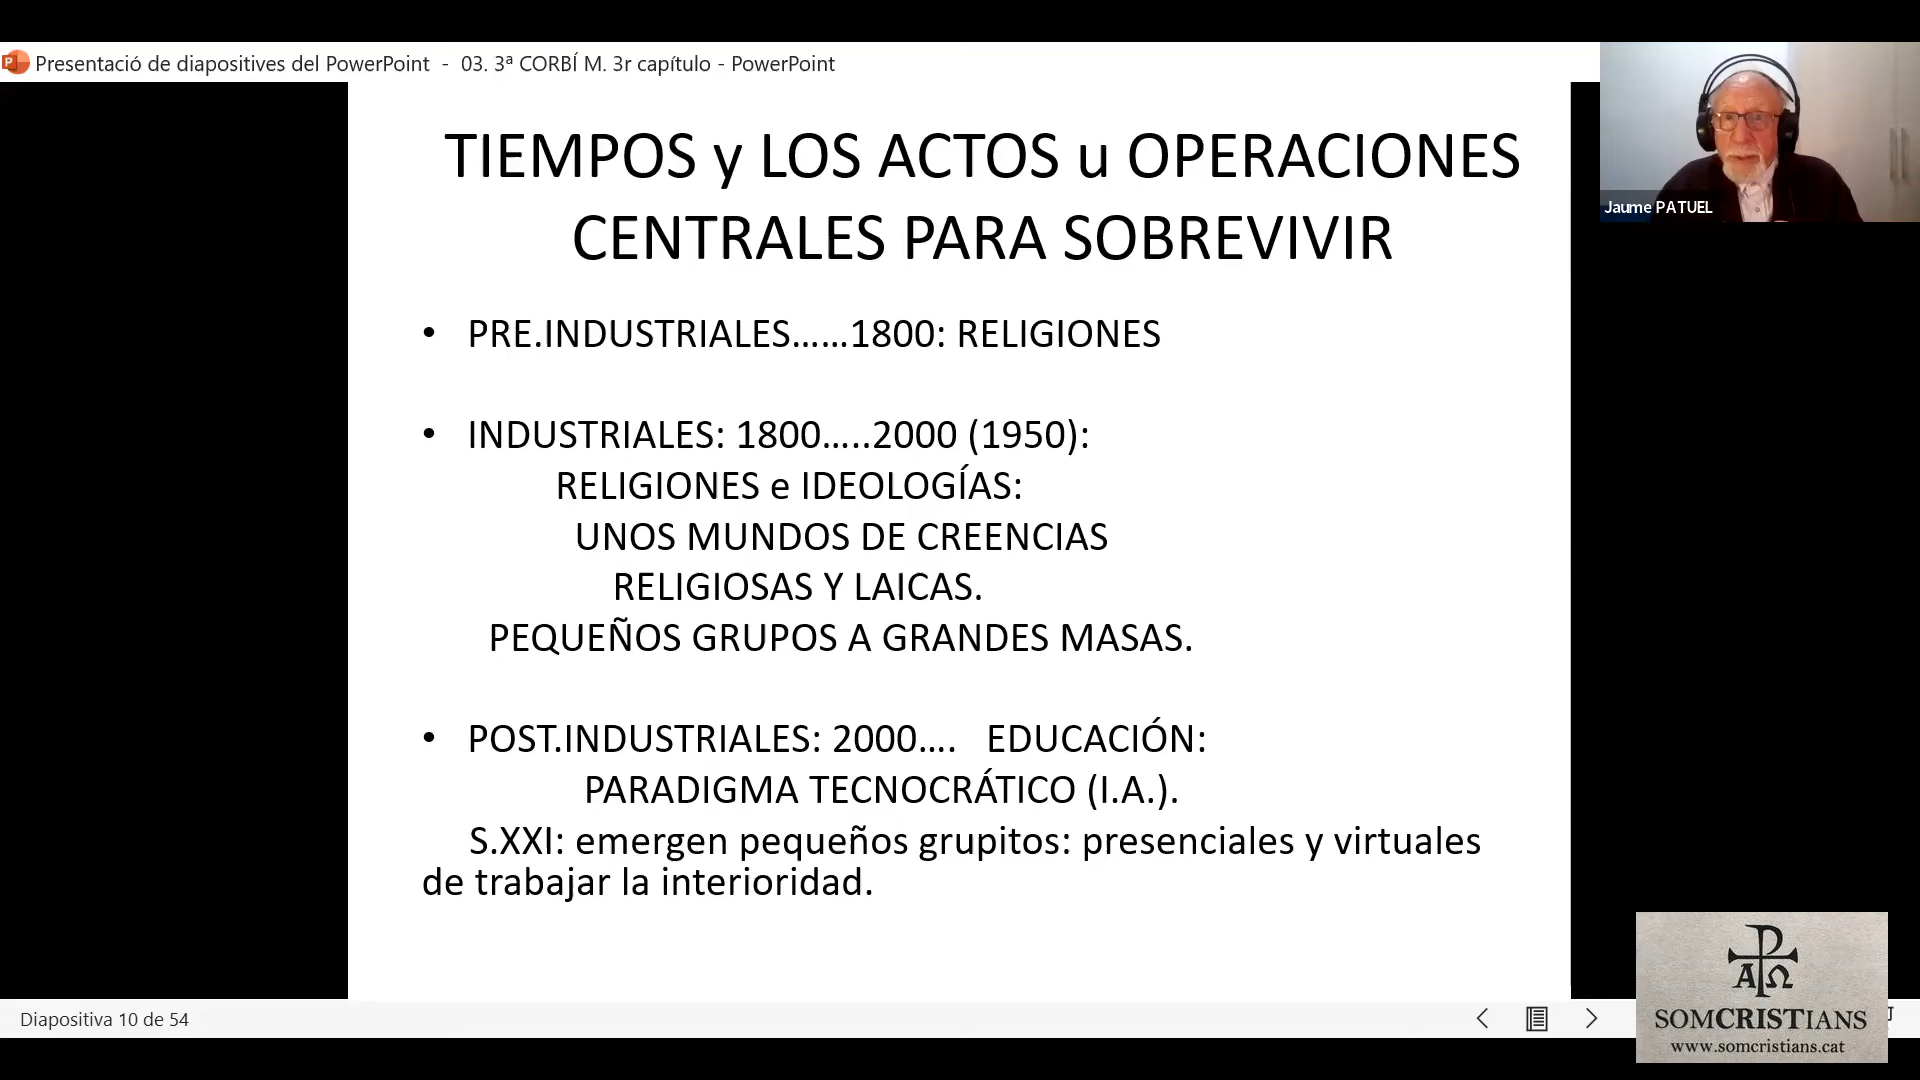 Presentació de diapositives del PowerPoint - 03. 3ª CORBÍ M. 3r capítulo - PowerPoint
TIEMPOS y LOS ACTOS u OPERACIONES
CENTRALES PARA SOBREVIVIR
• PRE.INDUSTRIALES......1800: RELIGIONES
• INDUSTRIALES: 1800.....2000 (1950):
RELIGIONES e IDEOLOGÍAS:
UNOS MUNDOS DE CREENCIAS
RELIGIOSAS Y LAICAS.
PEQUEÑOS GRUPOS A GRANDES MASAS.
• POST.INDUSTRIALES: 2000.... EDUCACIÓN:
PARADIGMA TECNOCRÁTICO (I.A.).
S.XXI: emergen pequeños grupitos: presenciales y virtuales
de trabajar la interioridad.
Jaume PATUEL
Diapositiva 10 de 54
SOMCRISTIANS
www.somcristians.cat